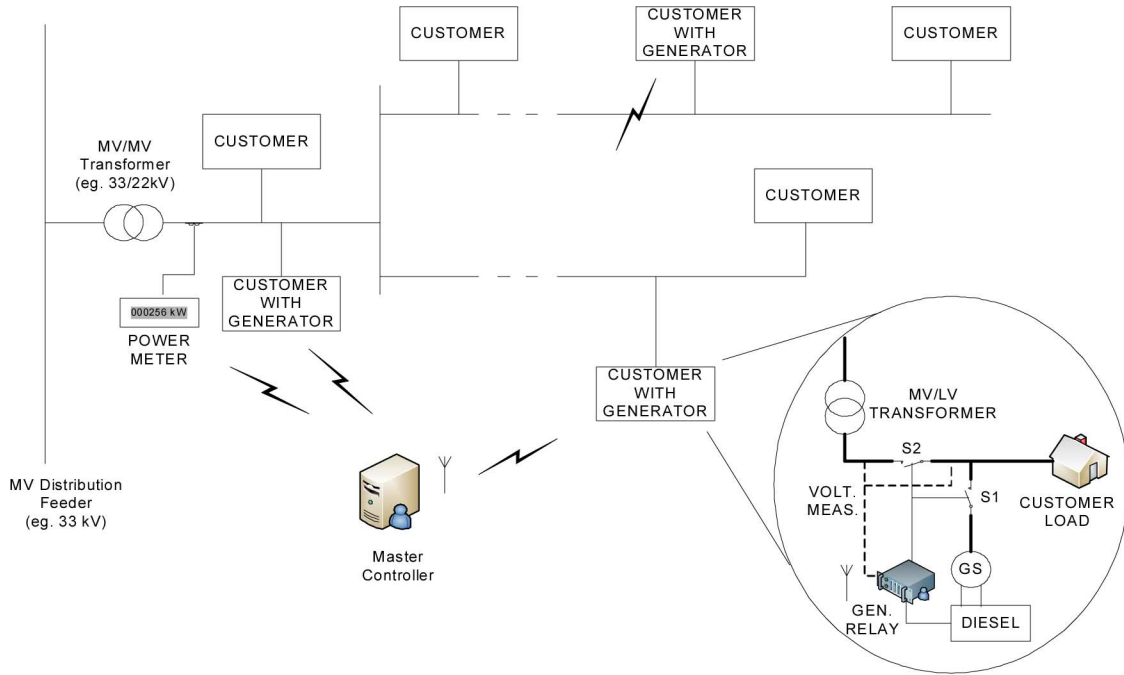 CUSTOMER
CUSTOMER
WITH
GENERATOR
CUSTOMER
CUSTOMER
MV/MV
Transformer
(eg. 33/22kV)
CUSTOMER
000256 kW
POWER
METER
CUSTOMER
WITH
GENERATOR
CUSTOMER
WITH
GENERATOR
MV Distribution
Feeder
(eg. 33 kV)
Master
Controller
MV/LV
TRANSFORMER
S2
VOLT.
MEAS.
S1
CUSTOMER
LOAD
GS
GEN.
RELAY
DIESEL